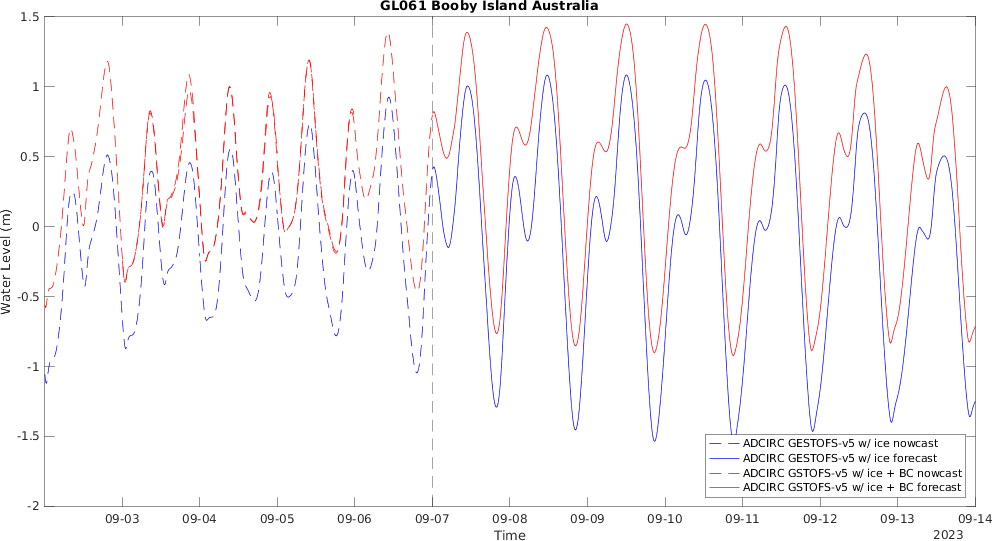 GL061 Booby Island Australia
1.5
1
0.5
0
-0.5
-1
-1.5
-2
Water Level (m)
09-03 09-04 09-05 09-06 09-07 09-08 09-09 09-10 09-11 09-12 09-13 09-14
Time
2023
ADCIRC GESTOFS-v5 w/ ice nowcast
ADCIRC GESTOFS-v5 w/ ice forecast
ADCIRC GSTOFS-v5 w/ ice + BC nowcast
ADCIRC GSTOFS-v5 w/ ice + BC forecast